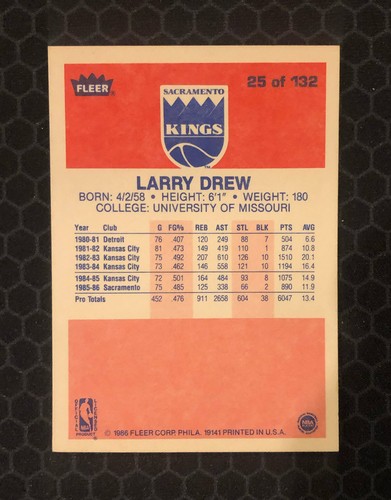 FLEER
25 of 132
SACRAMENTO
KINGS
LARRY DREW
BORN: 4/2/58 • HEIGHT: 6'1" • WEIGHT: 180
COLLEGE: UNIVERSITY OF MISSOURI
Year Club G FG% REB AST STL BLK PTS AVG
1980-81 Detroit 76 .407 120 249 88 7 504 6.6
1981-82 Kansas City 81 .473 149 419 110 1 874 10.8
1982-83 Kansas City 75 .492 207 610 126 10 1510 20.1
1983-84 Kansas City 73 .462 146 558 121 10 1194 16.4
1984-85 Kansas City 72 .501 164 484 93 8 1075 14.9
1985-86 Sacramento 75 .485 125 338 66 2 890 11.9
Pro Totals 452 .476 911 2658 604 38 6047 13.4
OFFICIAL
LICENSED
PRODUCT
NBA
© 1986 FLEER CORP. PHILA. 19141 PRINTED IN U.S.A.